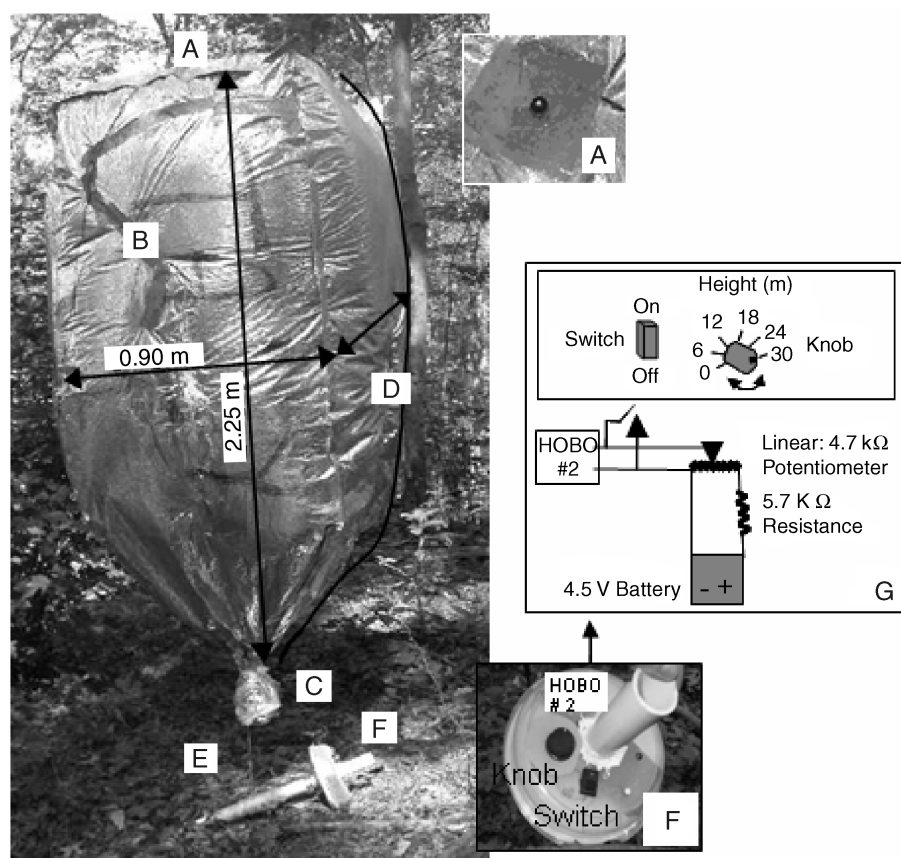 A
A
B
0.90 m
2.25 m
D
C
E
F
Height (m)
On
Switch
Off
0
6
12
18
24
30
Knob
HOBO
#2
Linear: 4.7 kΩ
Potentiometer
5.7 K Ω
Resistance
4.5 V Battery
- +
G
HOBO
# 2
Knob
Switch
F